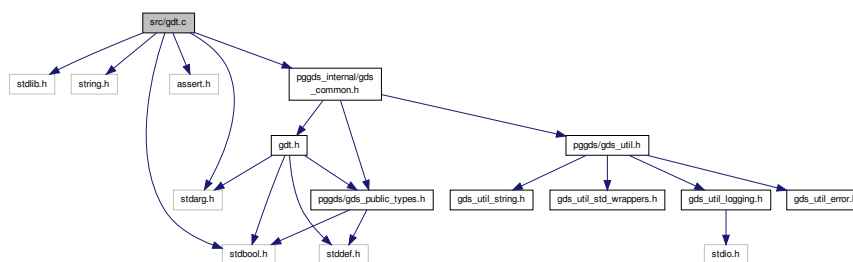 src/gdt.c
stdlib.h
string.h
assert.h
pggds_internal/gds
_common.h
gdt.h
pggds/gds_util.h
stdarg.h
pggds/gds_public_types.h
gds_util_string.h
gds_util_std_wrappers.h
gds_util_logging.h
gds_util_error.h
stdbool.h
stddef.h
stdio.h